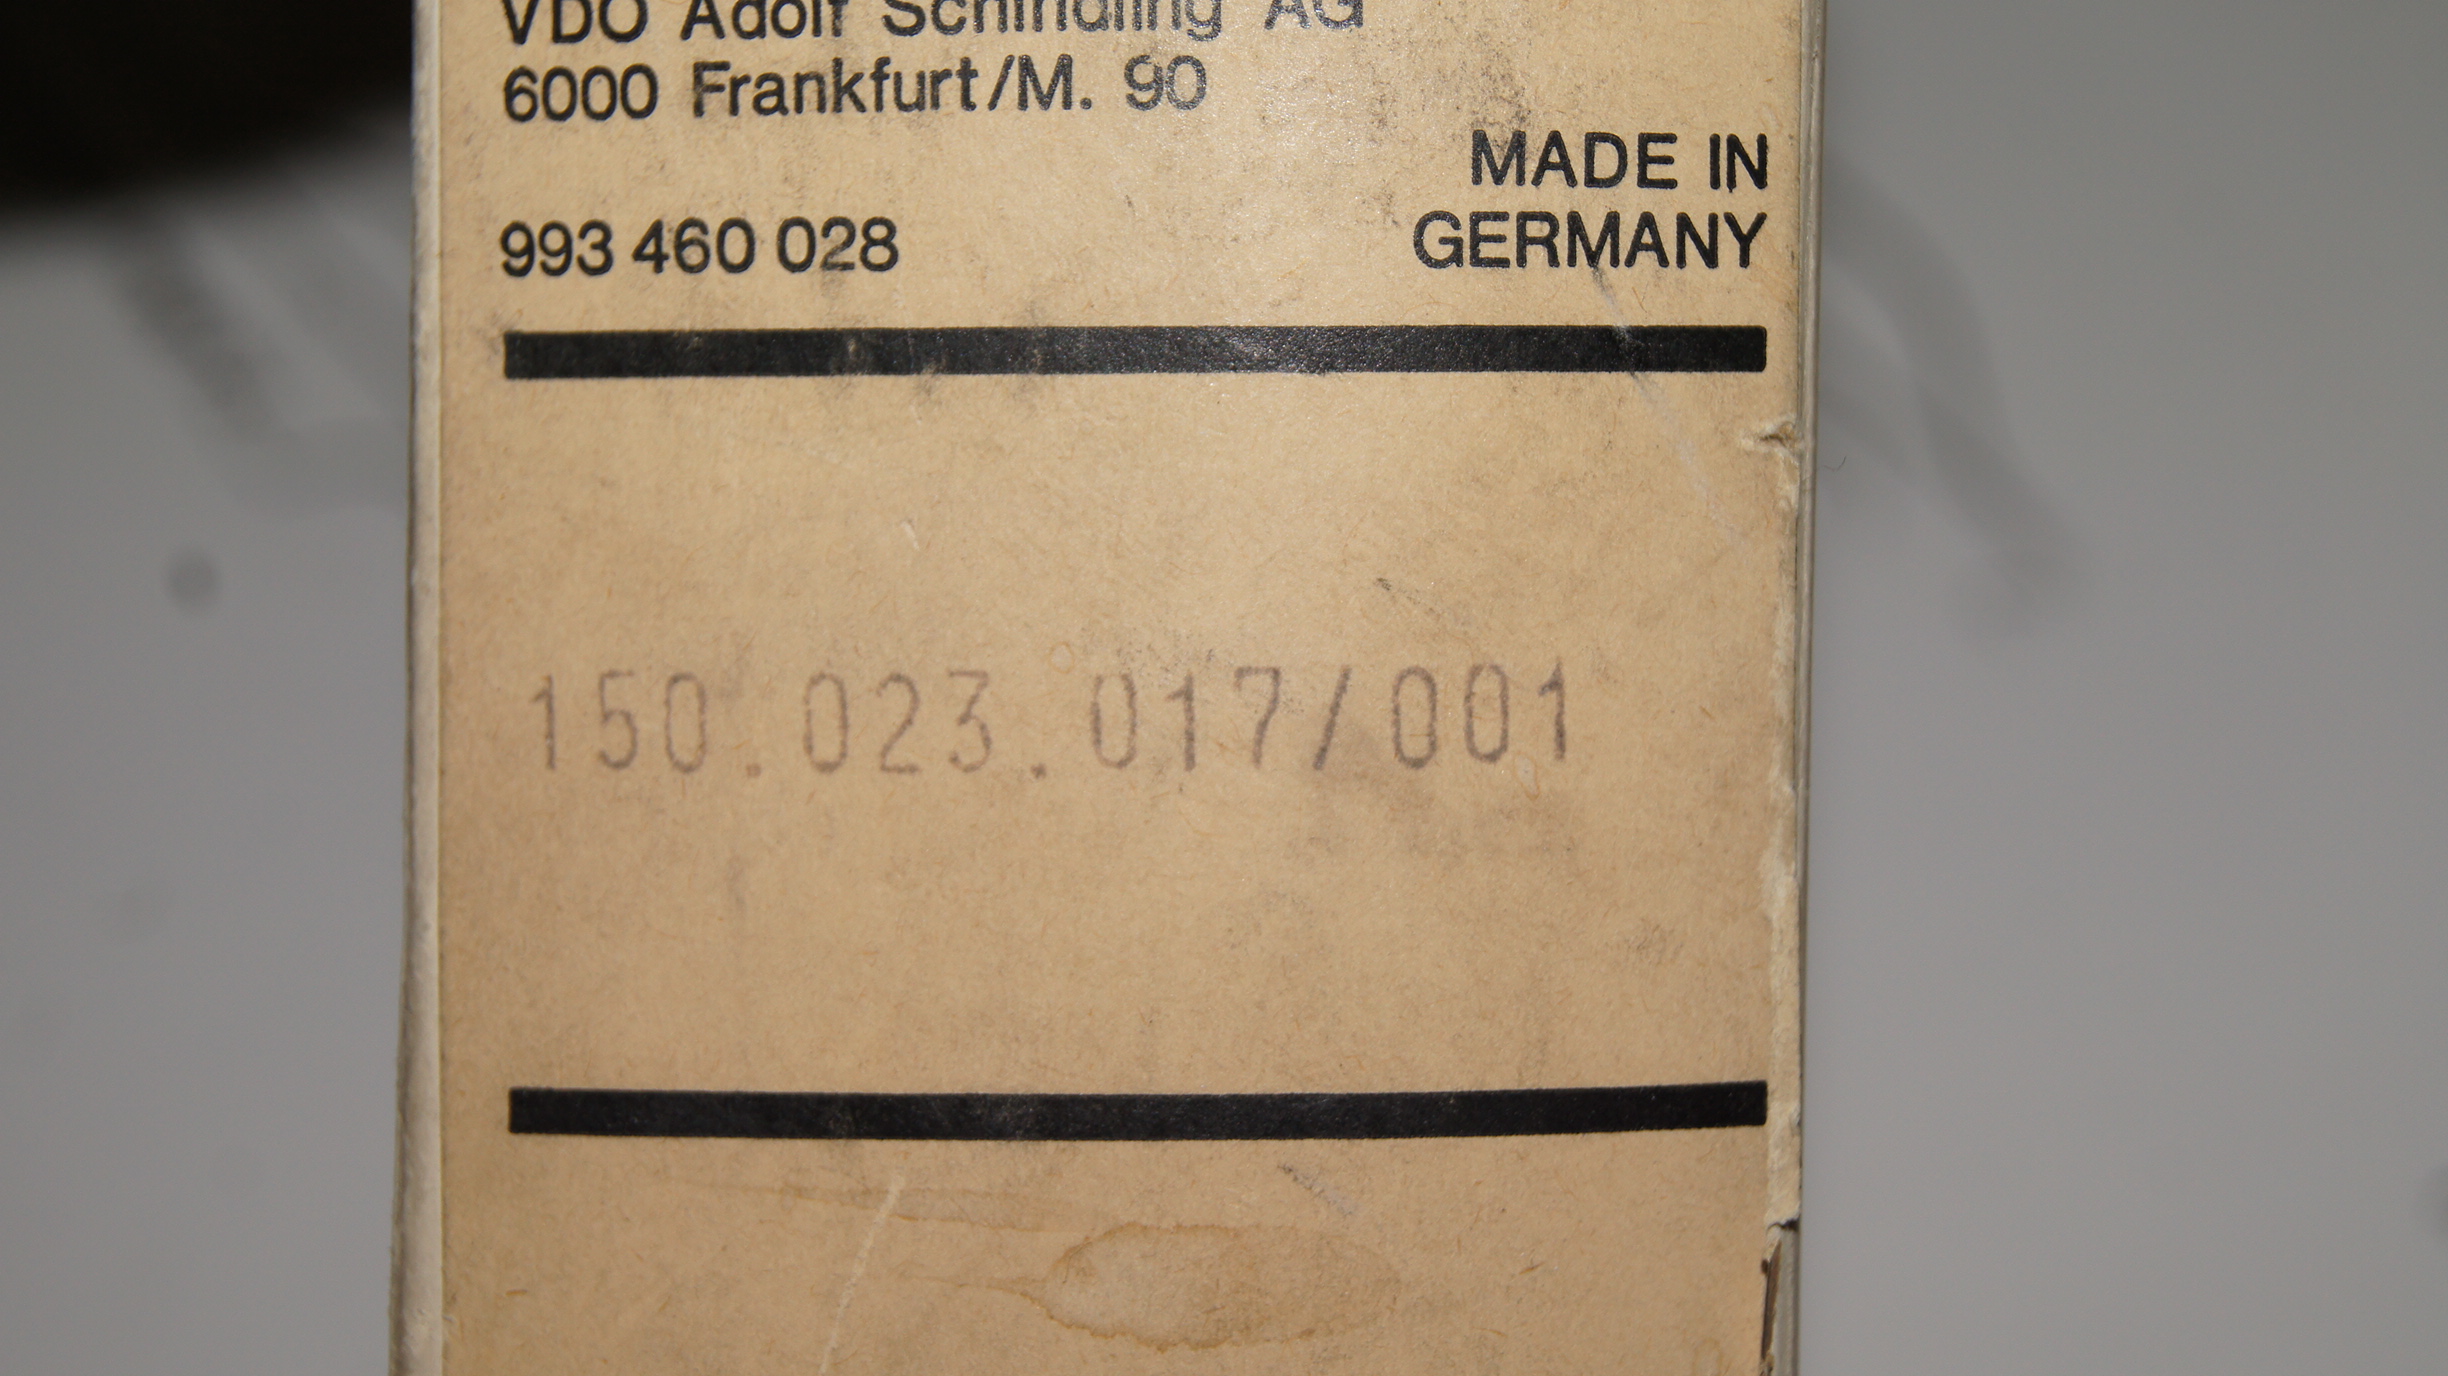 VDO Adolf Schindling AG
6000 Frankfurt/M. 90
MADE IN
993 460 028 GERMANY
150.023.017/001